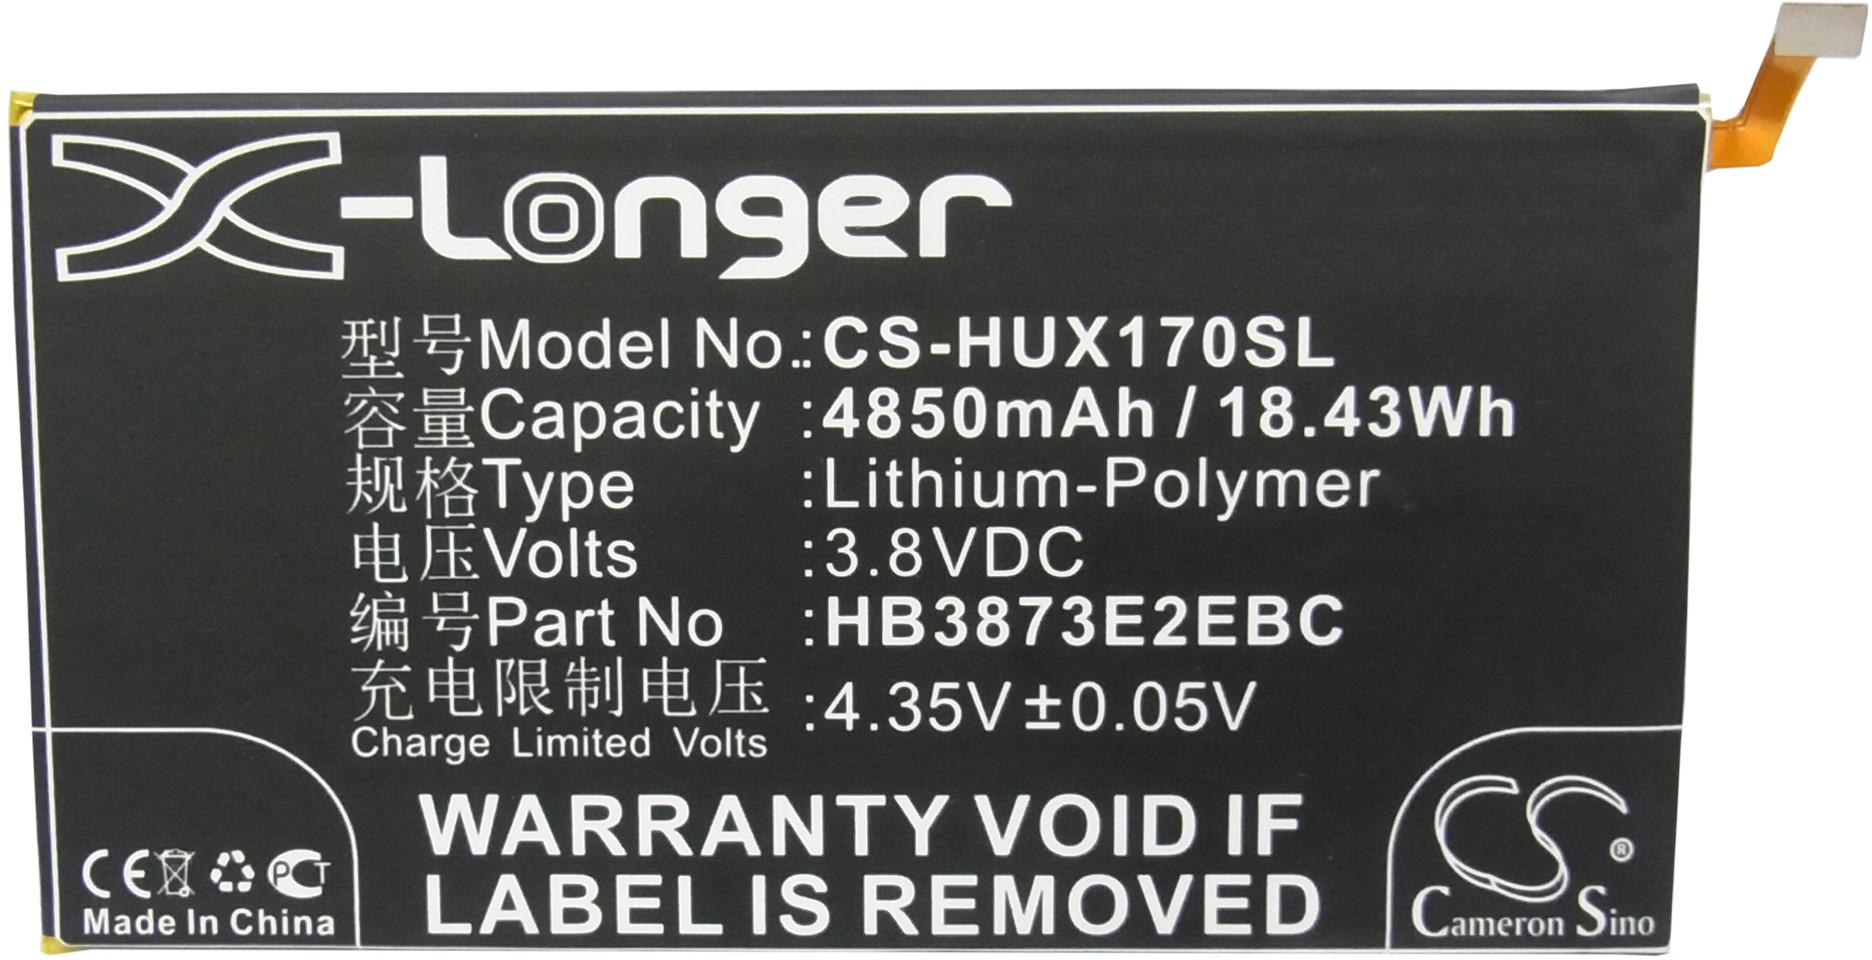 X-Longer
型号Model No.:CS-HUX170SL
容量Capacity :4850mAh / 18.43Wh
规格Type :Lithium-Polymer
电压Volts :3.8VDC
编号Part No :HB3873E2EBC
充电限制电压 :4.35V±0.05V
Charge Limited Volts
WARRANTY VOID IF
LABEL IS REMOVED
CE PCT
Made In China
CS®
Cameron Sino